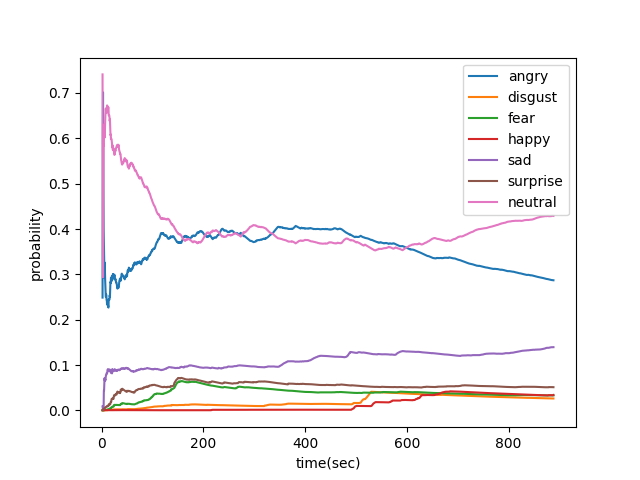 angry
disgust
fear
happy
sad
surprise
neutral
0.7
0.6
0.5
0.4
0.3
0.2
0.1
0.0
probability
0 200 400 600 800
time(sec)